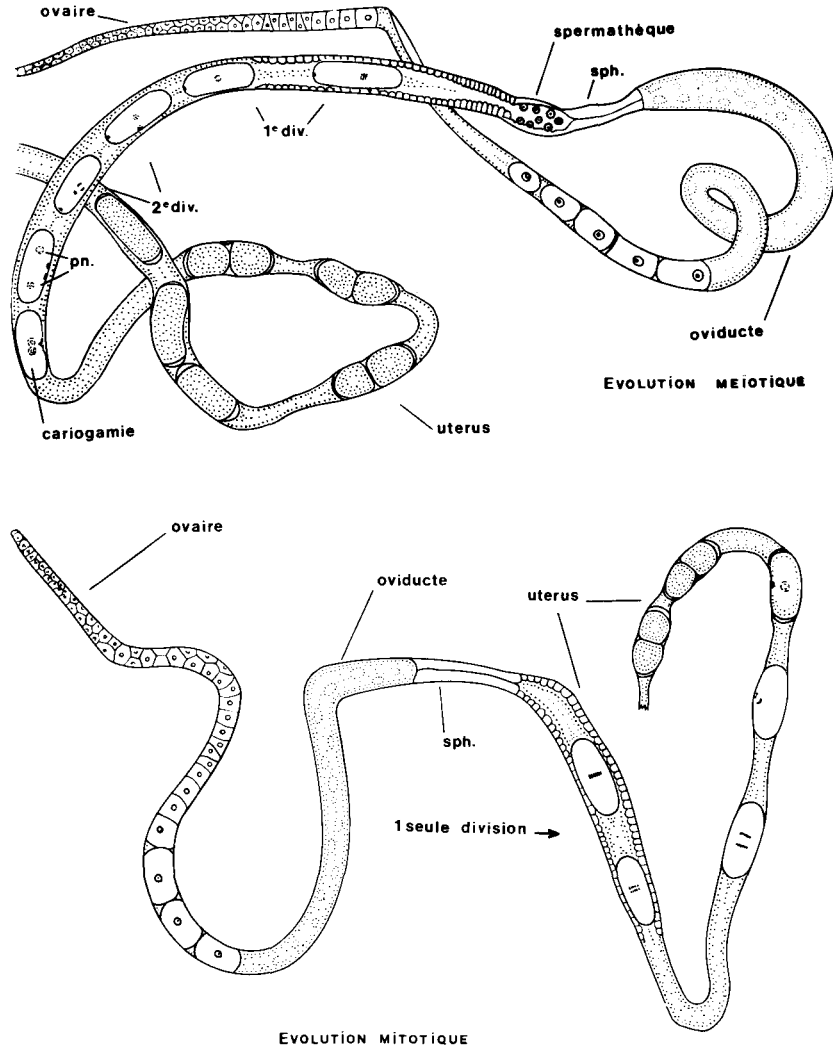 ovaire
spermathèque
sph.
1e div.
2e div.
pn.
oviducte
EVOLUTION MEÏOTIQUE
cariogamie
uterus
ovaire
oviducte
uterus
sph.
1 seule division
EVOLUTION MITOTIQUE